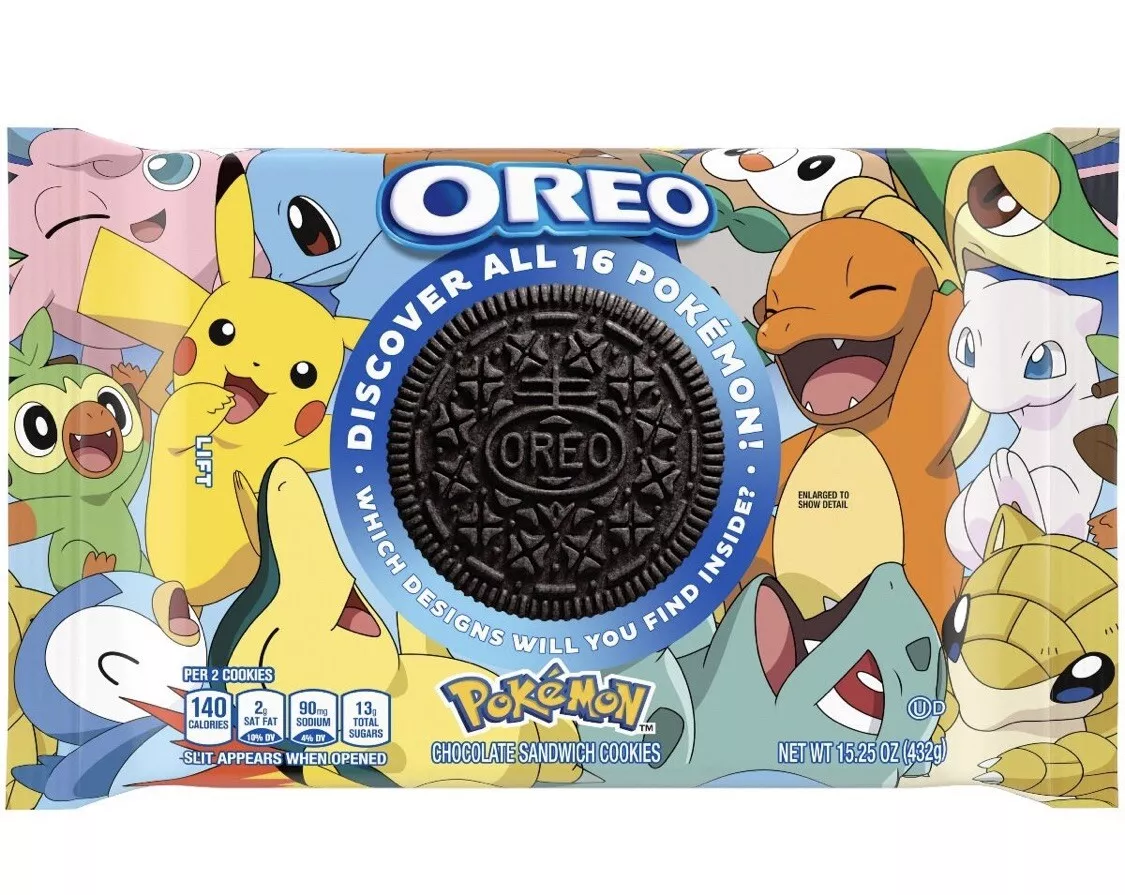 OREO
DISCOVER ALL 16 POKÉMON!
OREO
· WHICH DESIGNS WILL YOU FIND INSIDE? ·
LIFT
ENLARGED TO
SHOW DETAIL
PER 2 COOKIES
140
CALORIES
2g
SAT FAT
10% DV
90mg
SODIUM
4% DV
13g
TOTAL
SUGARS
SLIT APPEARS WHEN OPENED
POKéMON
TM
CHOCOLATE SANDWICH COOKIES
U D
NET WT 15.25 OZ (432g)